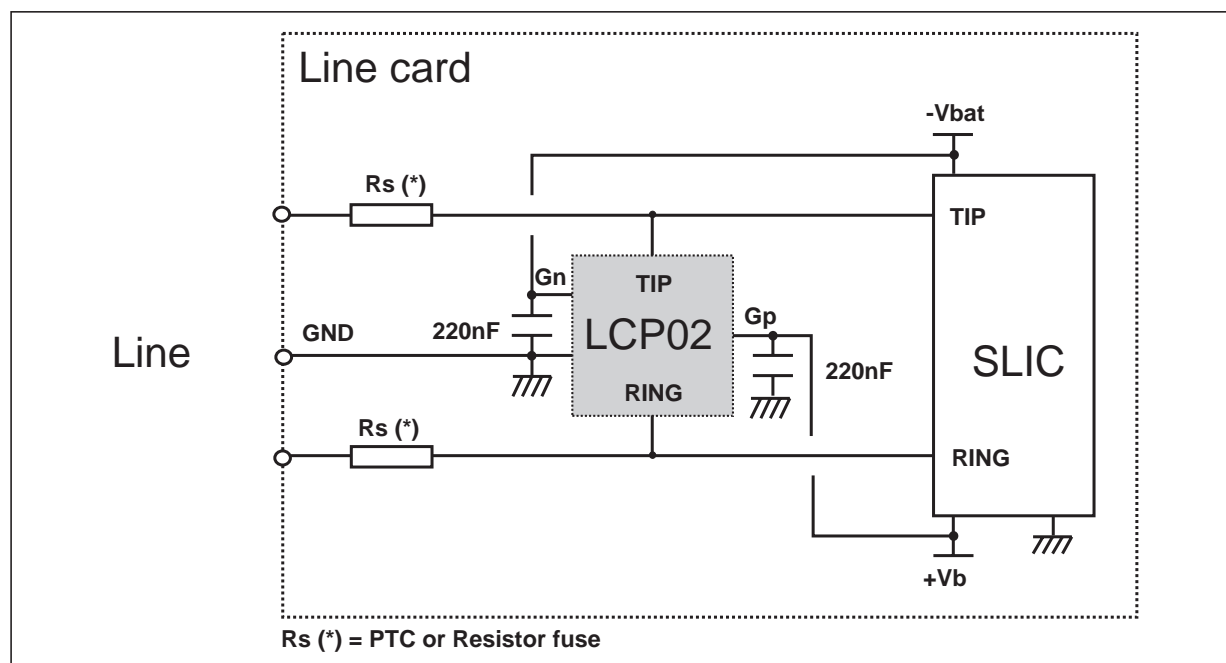 Line card
-Vbat
Rs (*)
TIP
Gn
TIP
Gp
GND
220nF
LCP02
Line
220nF
SLIC
RING
Rs (*)
RING
+Vb
Rs (*) = PTC or Resistor fuse